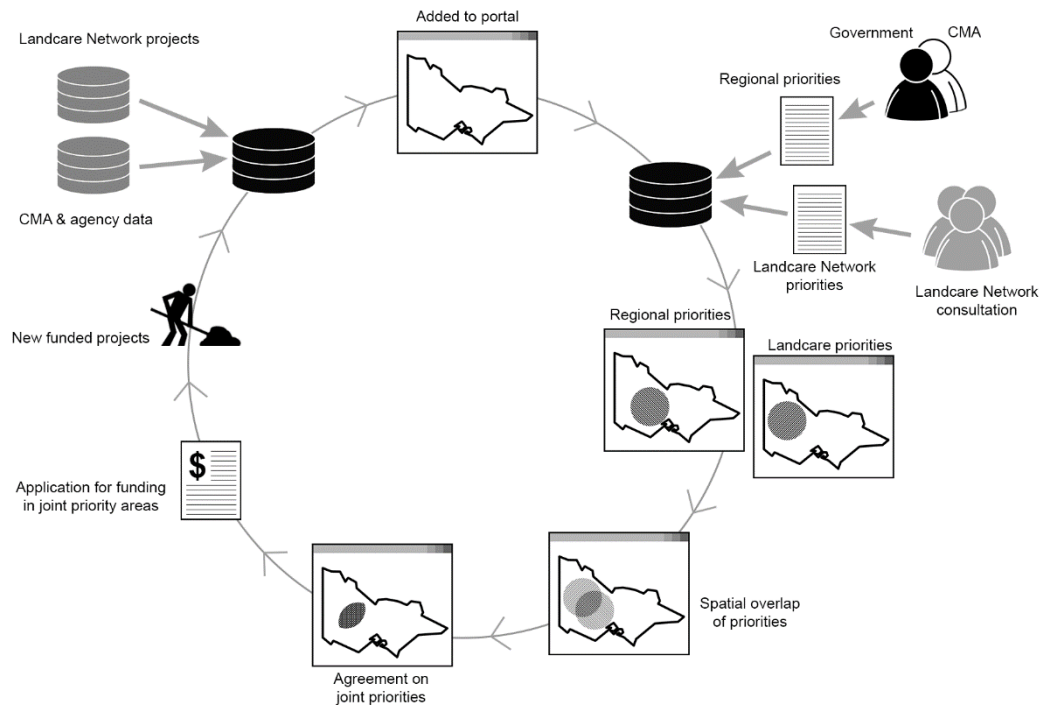 Added to portal
Landcare Network projects
Government
CMA
Regional priorities
CMA & agency data
Landcare Network
priorities
Landcare Network
consultation
Regional priorities
Landcare priorities
New funded projects
$
Application for funding
in joint priority areas
Spatial overlap
of priorities
Agreement on
joint priorities